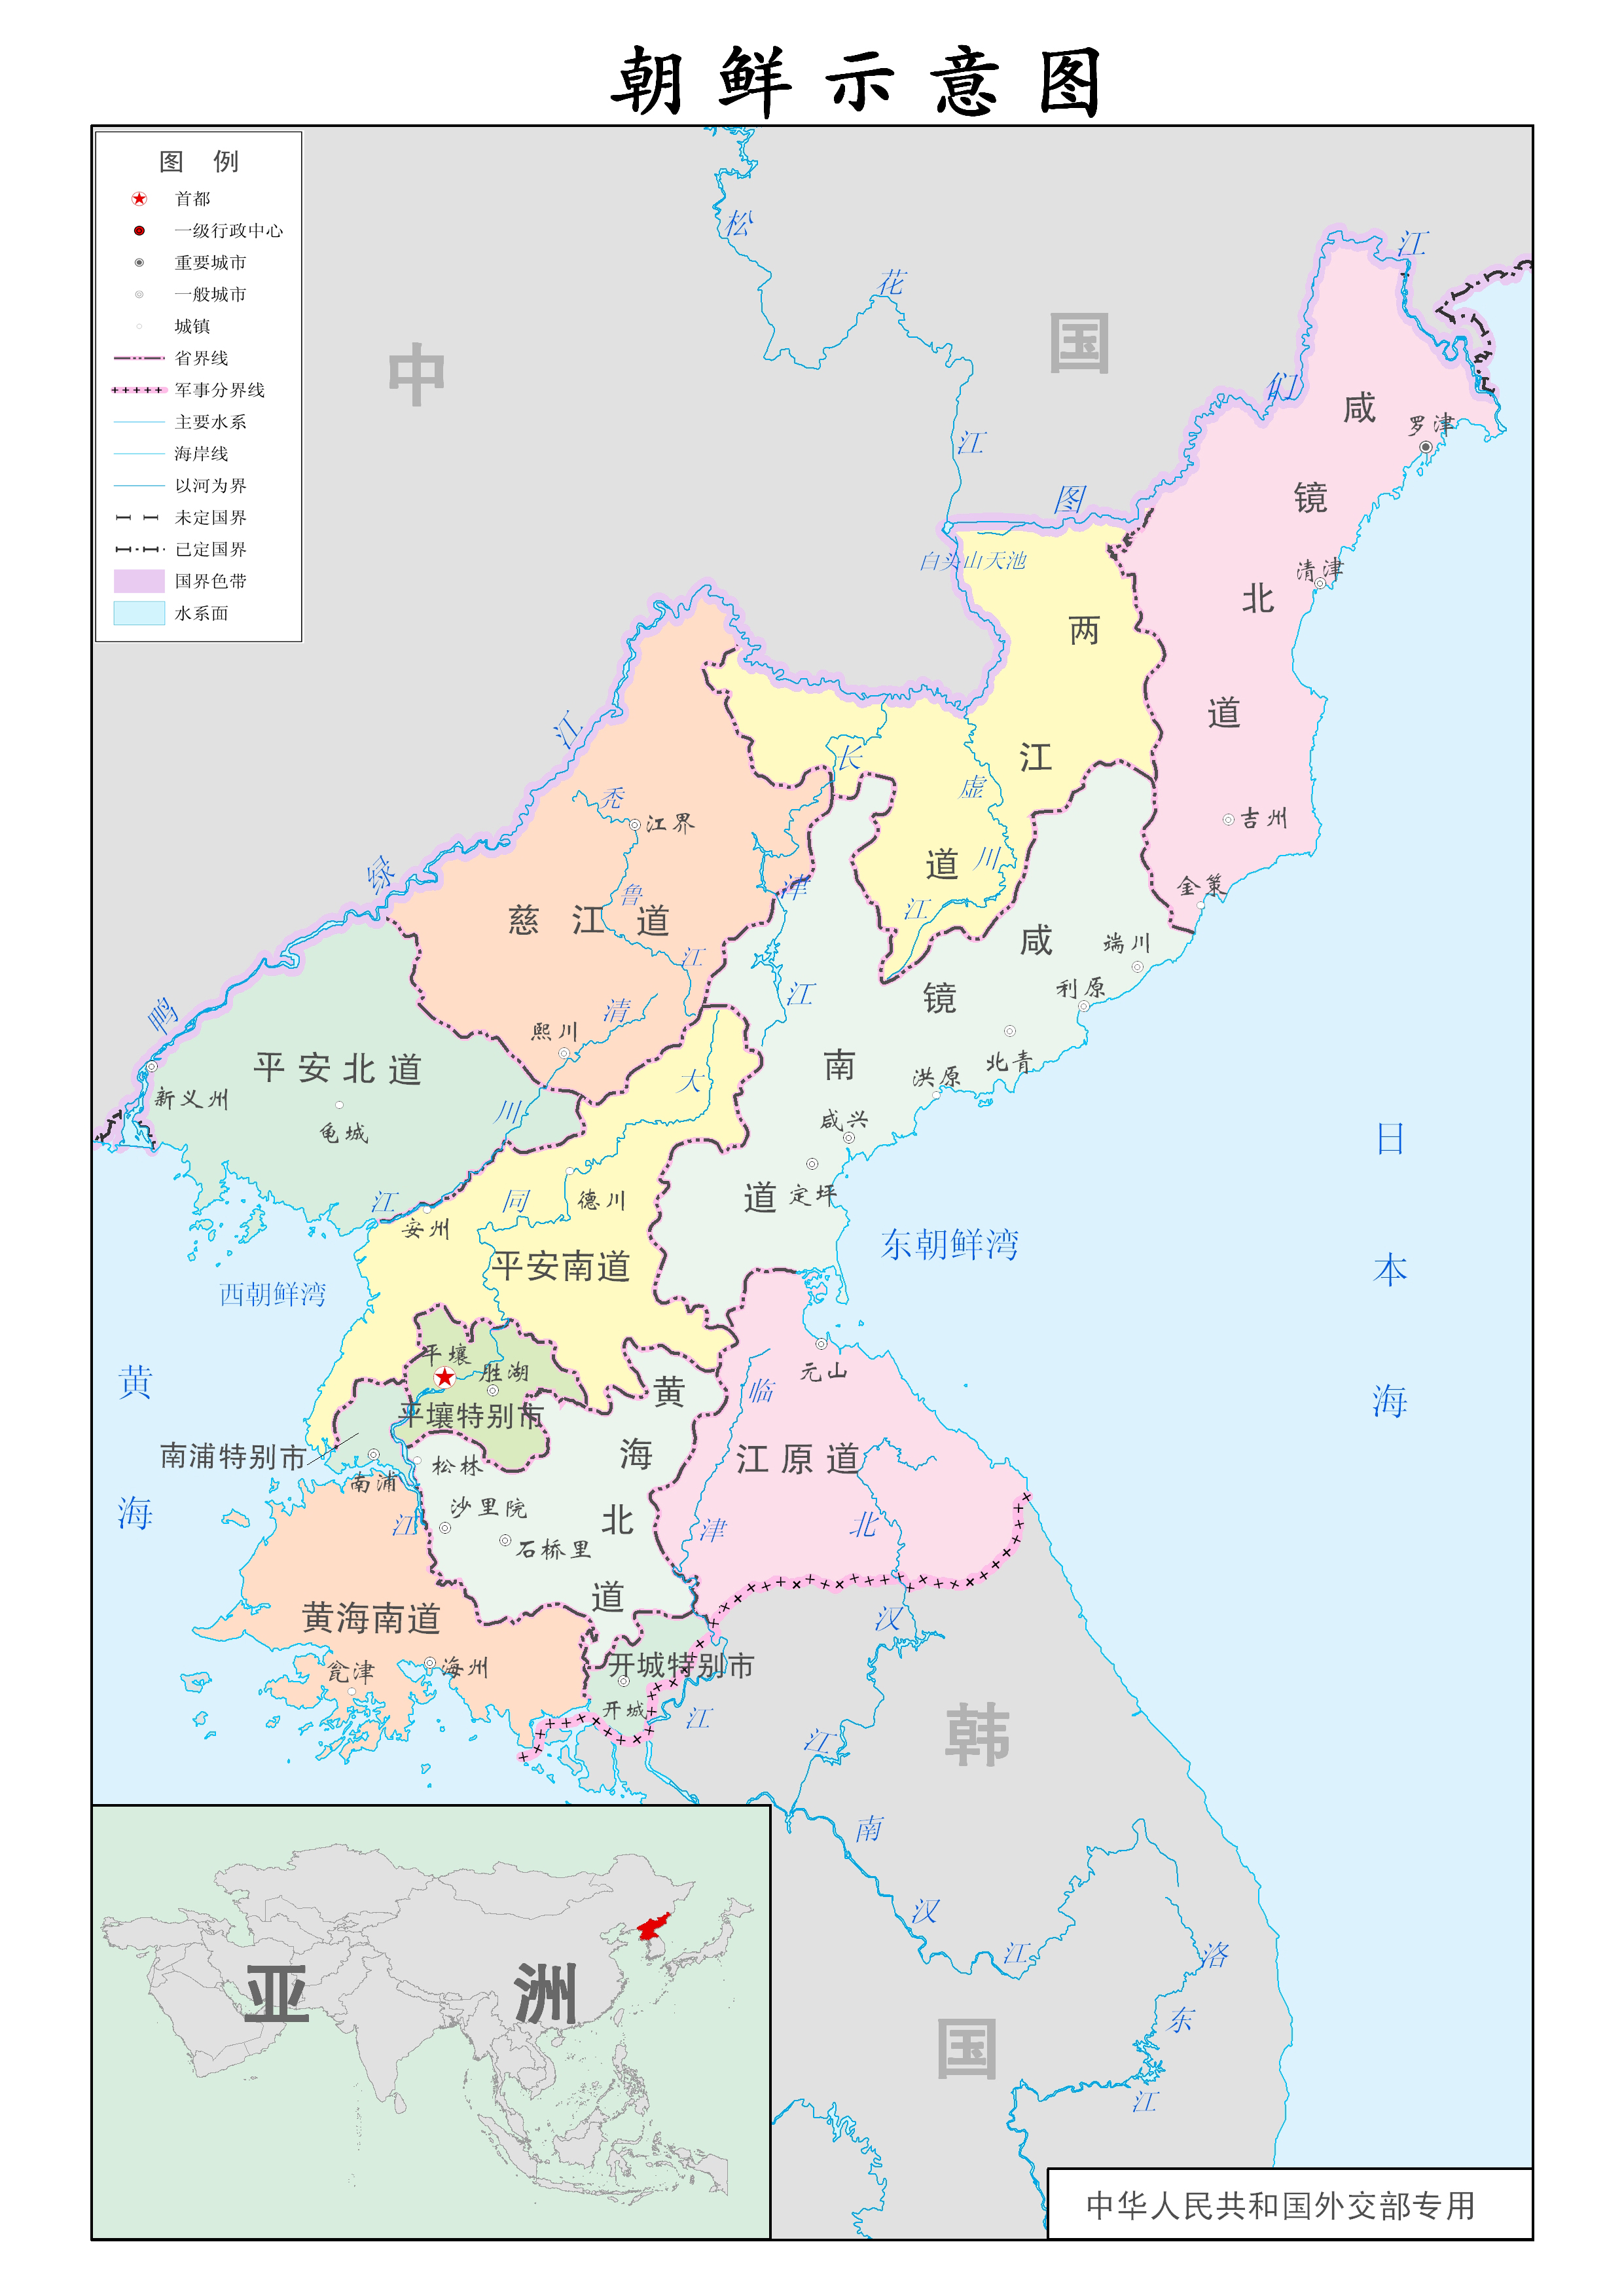 朝鲜示意图
图 例
首都
一级行政中心
重要城市
一般城市
城镇
省界线
军事分界线
主要水系
海岸线
以河为界
未定国界
已定国界
国界色带
水系面
中国
松花江
图们江
白头山天池
咸镜北道
罗津
清津
吉州
金策
两江道
虚川江
长津江
慈江道
江界
秃鲁江
熙川
清川江
鸭绿江
平安北道
新义州
龟城
咸镜南道
端川
利原
北青
洪原
咸兴
定坪
大同江
德川
安州
平安南道
东朝鲜湾
西朝鲜湾
日本海
黄海
平壤
胜湖
平壤特别市
南浦特别市
南浦
松林
沙里院
石桥里
黄海北道
元山
江原道
临津江
北汉江
黄海南道
瓮津
海州
开城特别市
开城
韩国
南汉江
洛东江
亚洲
中华人民共和国外交部专用